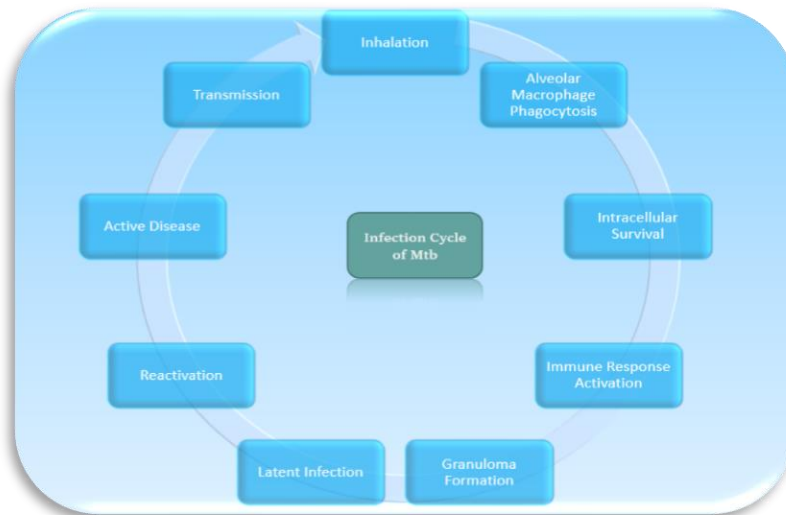 Inhalation
Alveolar
Macrophage
Phagocytosis
Intracellular
Survival
Immune Response
Activation
Granuloma
Formation
Latent Infection
Reactivation
Active Disease
Transmission
Infection Cycle
of Mtb